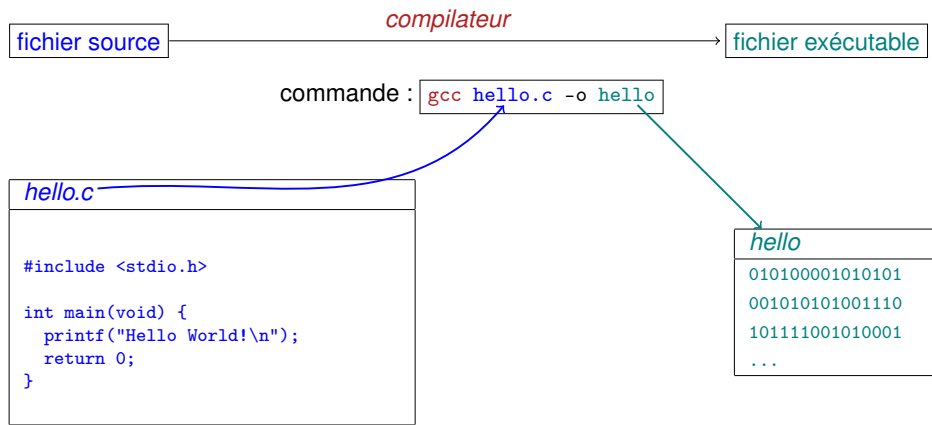 compilateur
fichier source
fichier exécutable
commande : gcc hello.c -o hello
hello.c
#include <stdio.h>
int main(void) {
printf("Hello World!\n");
return 0;
}
hello
010100001010101
001010101001110
101111001010001
...